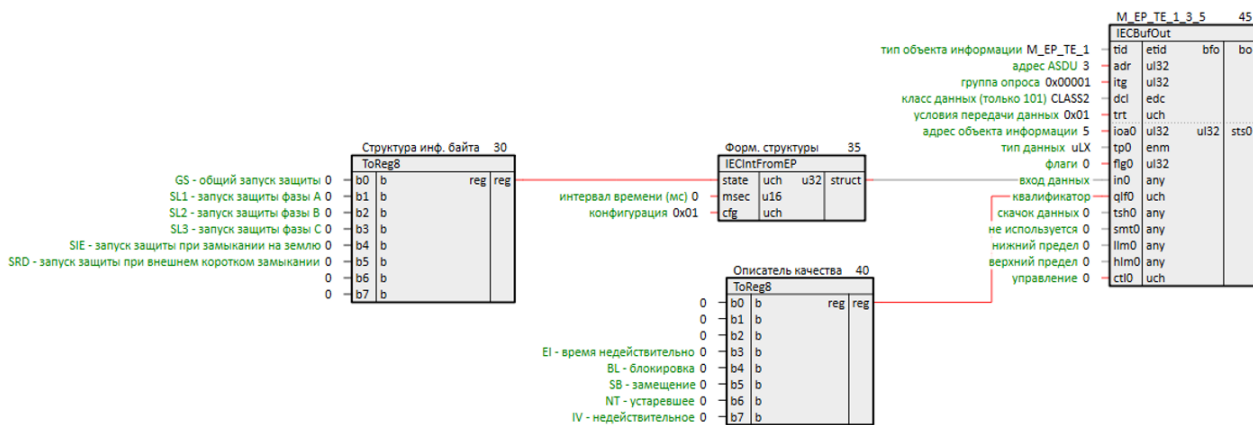 M_EP_TE_1_3_5 45
IECBufOut
тип объекта информации M_EP_TE_1 tid etid bfo bo
адрес ASDU 3 adr ul32
группа опроса 0x00001 itg ul32
класс данных (только 101) CLASS2 dcl edc
условия передачи данных 0x01 trt uch
адрес объекта информации 5 ioa0 ul32 ul32 sts0
тип данных uLX tp0 enm
флаги 0 flg0 ul32
вход данных in0 any
квалификатор qlf0 uch
скачок данных 0 tsh0 any
не используется 0 smt0 any
нижний предел 0 llm0 any
верхний предел 0 hlm0 any
управление 0 ctl0 uch
Структура инф. байта 30
ToReg8
GS - общий запуск защиты 0 b0 b reg reg
SL1 - запуск защиты фазы A 0 b1 b
SL2 - запуск защиты фазы B 0 b2 b
SL3 - запуск защиты фазы C 0 b3 b
SIE - запуск защиты при замыкании на землю 0 b4 b
SRD - запуск защиты при внешнем коротком замыкании 0 b5 b
0 b6 b
0 b7 b
Форм. структуры 35
IECIntFromEP
state uch u32 struct
интервал времени (мс) 0 msec u16
конфигурация 0x01 cfg uch
Описатель качества 40
ToReg8
0 b0 b reg reg
0 b1 b
0 b2 b
EI - время недействительно 0 b3 b
BL - блокировка 0 b4 b
SB - замещение 0 b5 b
NT - устаревшее 0 b6 b
IV - недействительное 0 b7 b